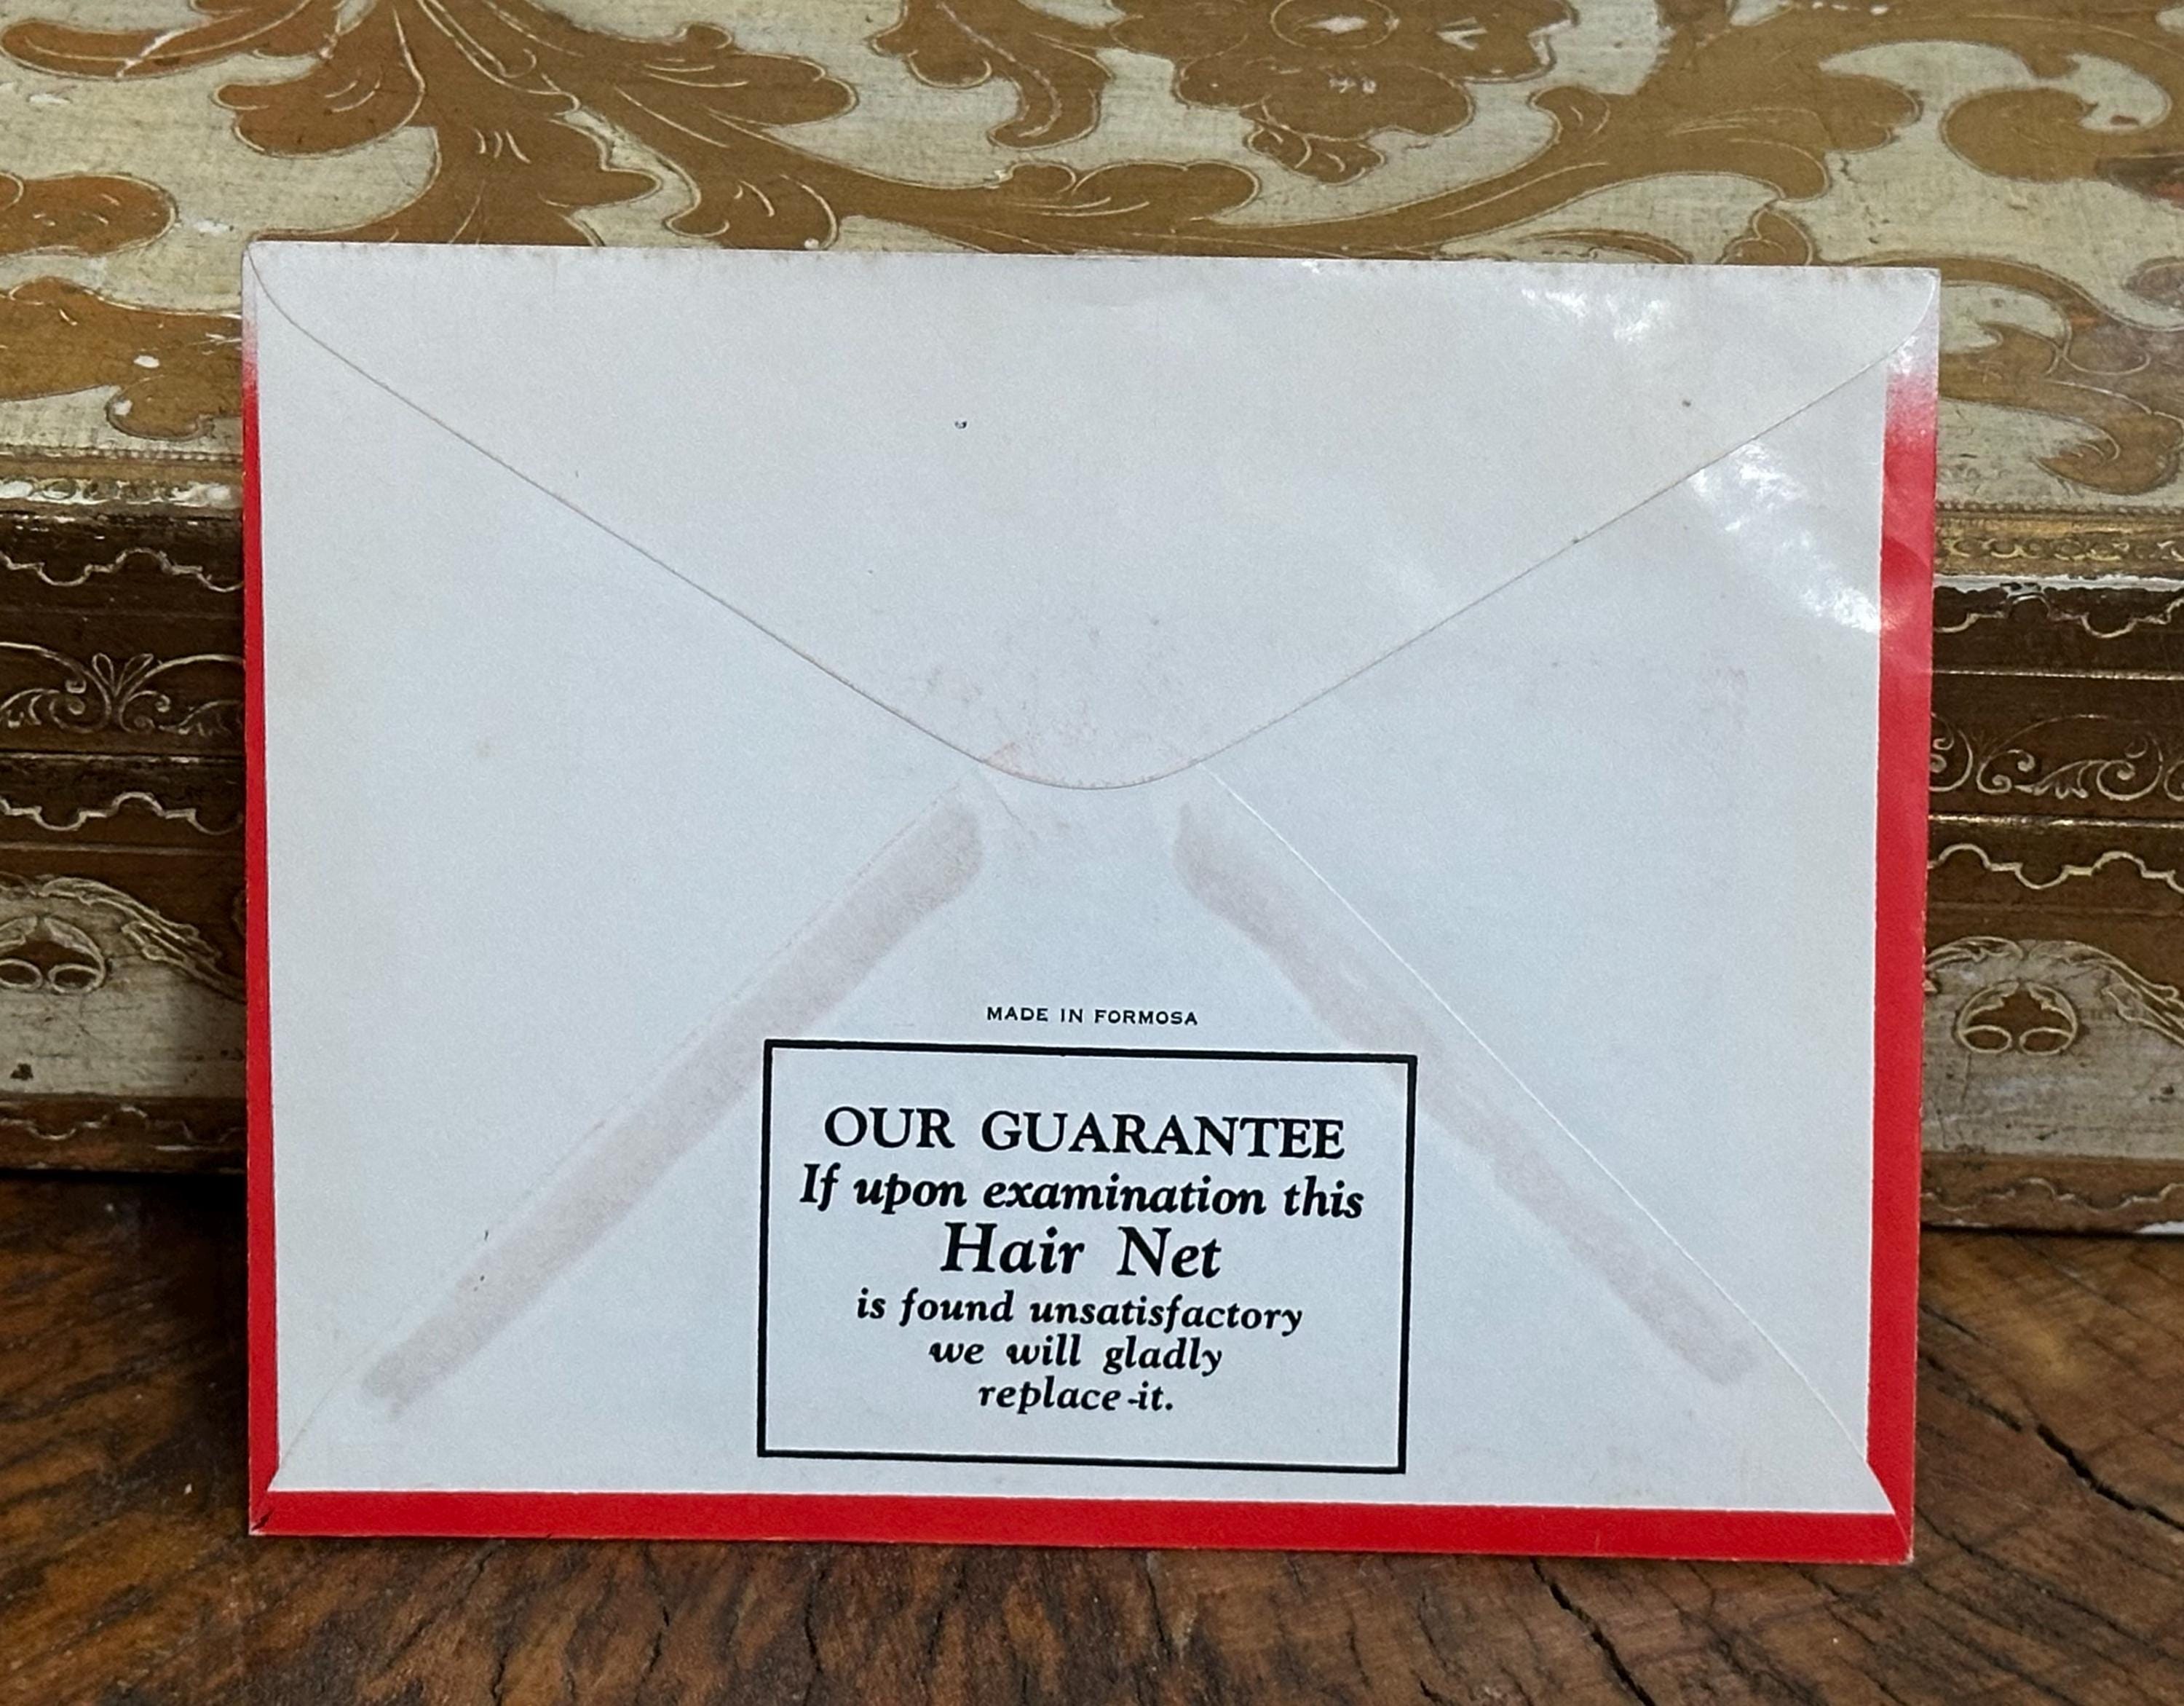 MADE IN FORMOSA
OUR GUARANTEE
If upon examination this
Hair Net
is found unsatisfactory
we will gladly
replace-it.